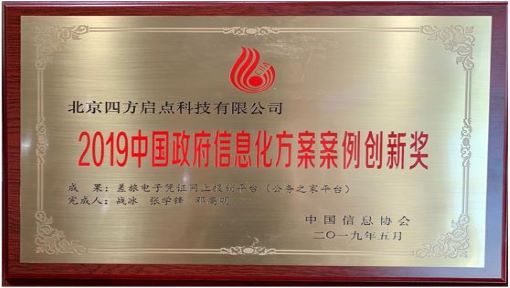 北京四方启点科技有限公司
2019中国政府信息化方案案例创新奖
成 果：差旅电子凭证网上报销平台（公务之家平台）
完成人：战冰 张学锋 邓亮明
中国信息协会
二〇一九年五月